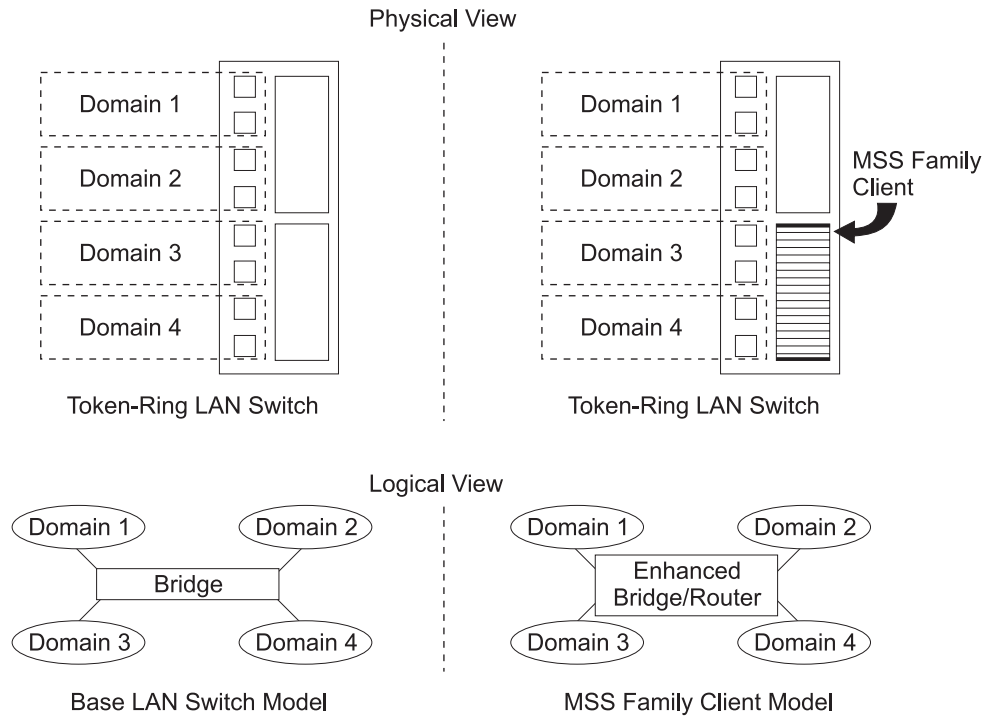 Physical View
Domain 1
Domain 2
Domain 3
Domain 4
Token-Ring LAN Switch
Domain 1
Domain 2
Domain 3
Domain 4
MSS Family
Client
Token-Ring LAN Switch
Logical View
Domain 1
Domain 2
Bridge
Domain 3
Domain 4
Base LAN Switch Model
Domain 1
Domain 2
Enhanced
Bridge/Router
Domain 3
Domain 4
MSS Family Client Model